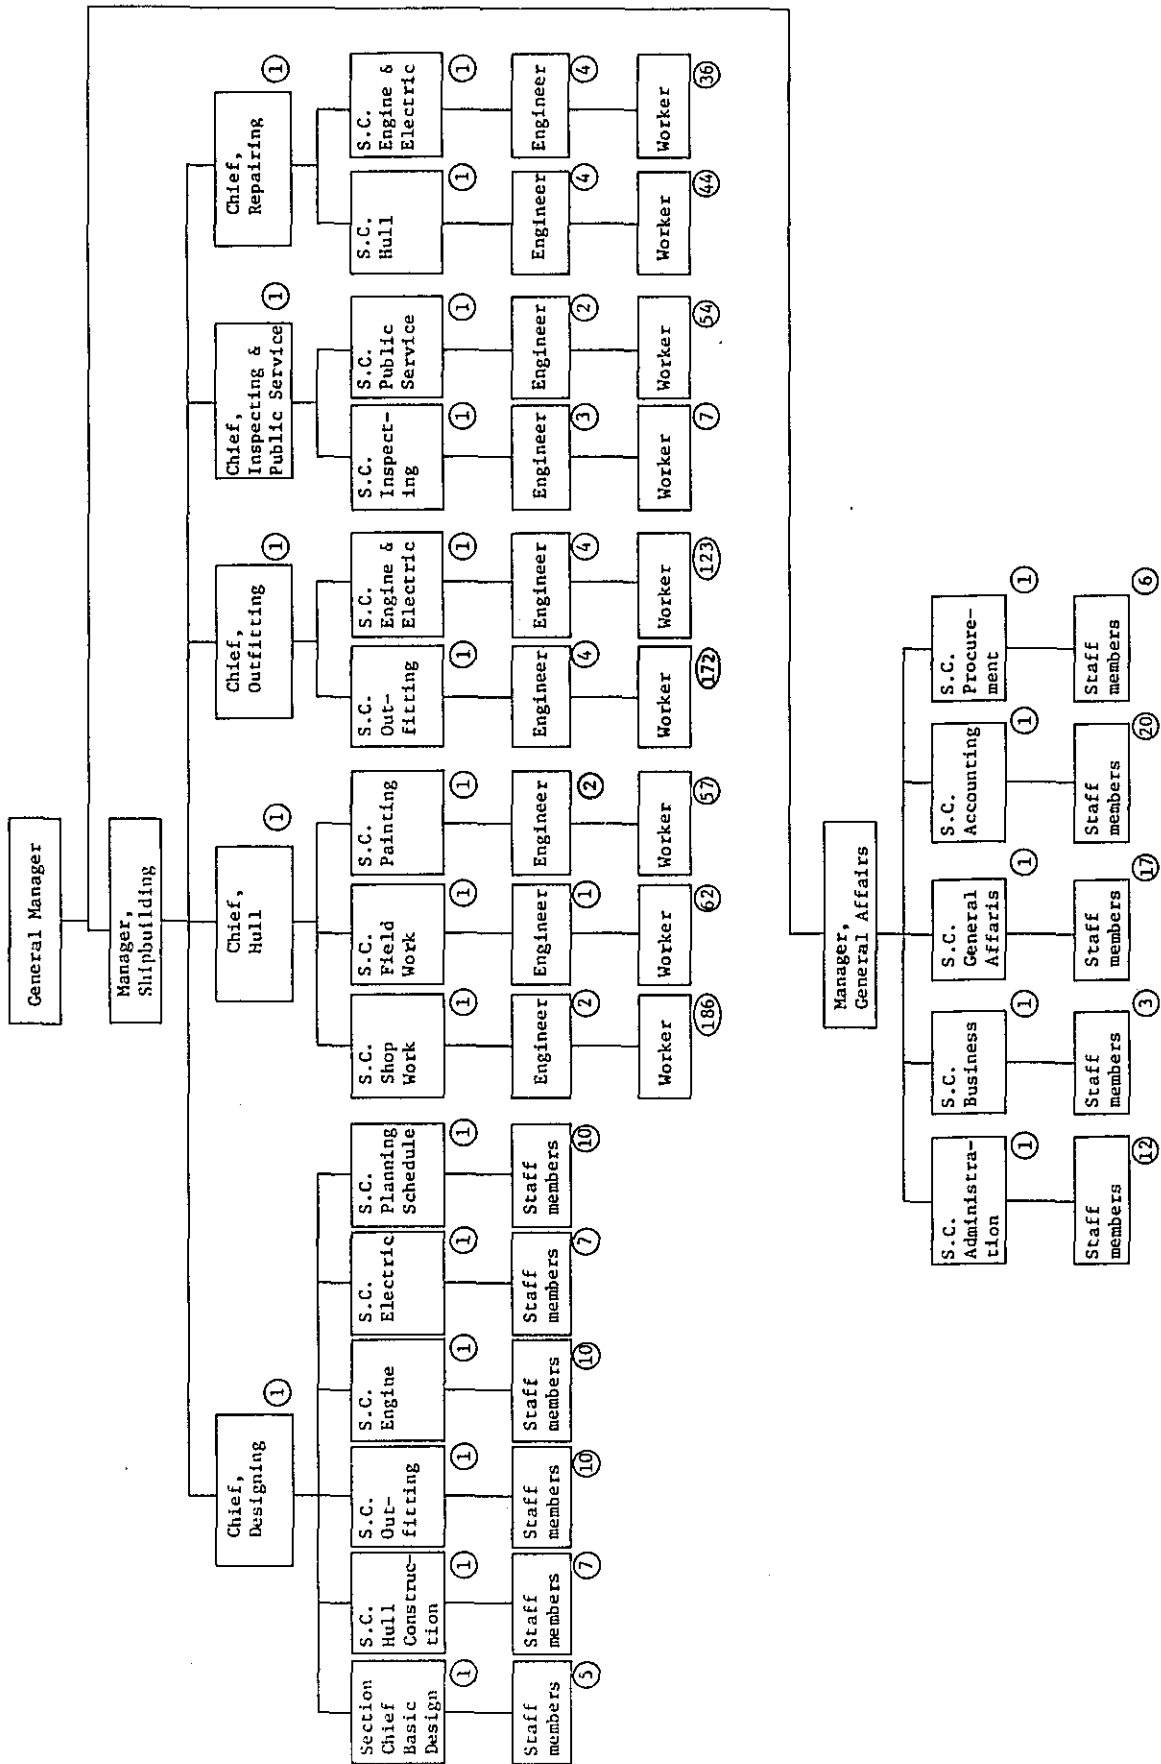 General Manager
Manager,
Shipbuilding
Chief,
Designing
1
Chief,
Hull
1
Chief,
Outfitting
1
Chief,
Inspecting &
Public Service
1
Chief,
Repairing
1
Section
Chief
Basic
Design
1
S.C.
Hull
Construc-
tion
1
S.C.
Out-
fitting
1
S.C.
Engine
1
S.C.
Electric
1
S.C.
Planning
Schedule
1
S.C.
Shop
Work
1
S.C.
Field
Work
1
S.C.
Painting
1
S.C.
Out-
fitting
1
S.C.
Engine &
Electric
1
S.C.
Inspect-
ing
1
S.C.
Public
Service
1
S.C.
Hull
1
S.C.
Engine &
Electric
1
Staff
members
5
Staff
members
7
Staff
members
10
Staff
members
10
Staff
members
7
Staff
members
10
Engineer
2
Engineer
1
Engineer
2
Engineer
4
Engineer
4
Engineer
3
Engineer
2
Engineer
4
Engineer
4
Worker
186
Worker
62
Worker
57
Worker
172
Worker
123
Worker
7
Worker
54
Worker
44
Worker
36
Manager,
General Affairs
S.C.
Administra-
tion
1
S.C.
Business
1
S.C.
General
Affaris
1
S.C.
Accounting
1
S.C.
Procure-
ment
1
Staff
members
12
Staff
members
3
Staff
members
17
Staff
members
20
Staff
members
6